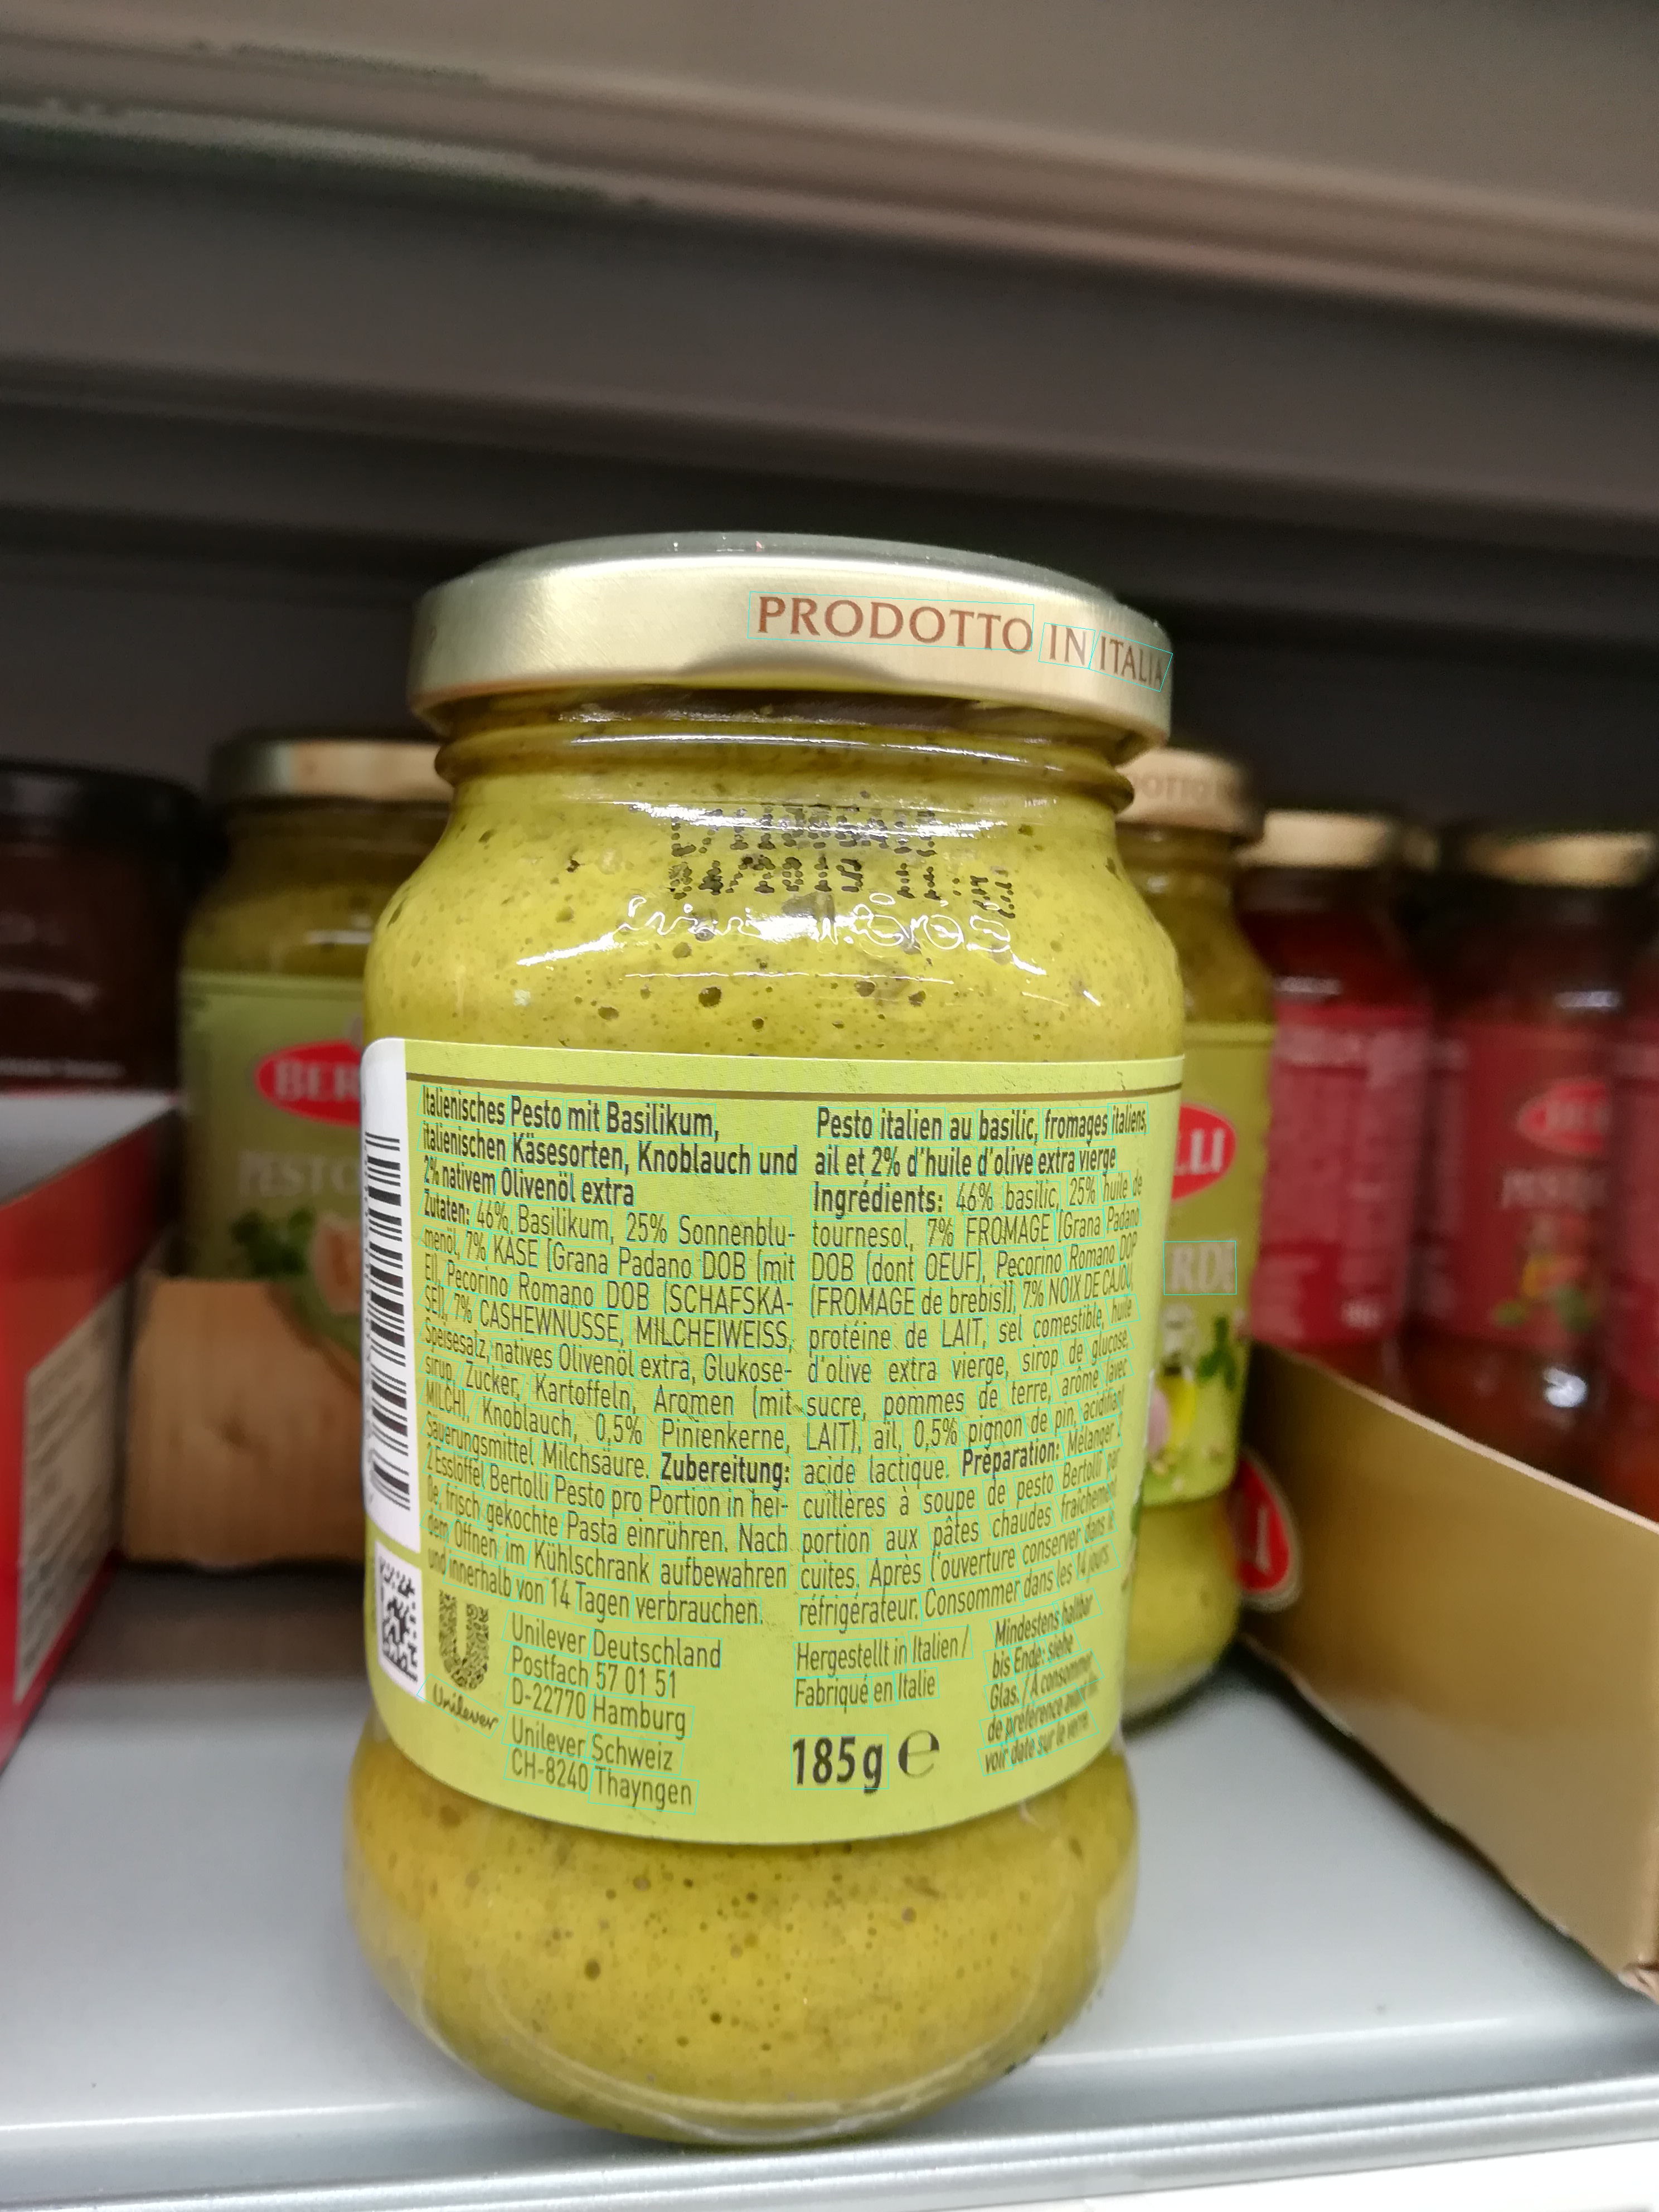 PRODOTTO IN ITALIA
Italienisches Pesto mit Basilikum,
italienischen Käsesorten, Knoblauch und
2% nativem Olivenöl extra
Zutaten: 46% Basilikum, 25% Sonnenblu-
menöl, 7% KÄSE [Grana Padano DOB (mit
EI), Pecorino Romano DOB (SCHAFSKÄ-
SE)], 7% CASHEWNÜSSE, MILCHEIWEISS,
Speisesalz, natives Olivenöl extra, Glukose-
sirup, Zucker, Kartoffeln, Aromen (mit
MILCH), Knoblauch, 0,5% Pinienkerne,
Säuerungsmittel Milchsäure. Zubereitung:
2 Esslöffel Bertolli Pesto pro Portion in hei-
ße, frisch gekochte Pasta einrühren. Nach
dem Öffnen im Kühlschrank aufbewahren
und innerhalb von 14 Tagen verbrauchen.
Pesto italien au basilic, fromages italiens,
ail et 2% d'huile d'olive extra vierge
Ingrédients: 46% basilic, 25% huile de
tournesol, 7% FROMAGE [Grana Padano
DOB (dont OEUF), Pecorino Romano DOP
(FROMAGE de brebis)], 7% NOIX DE CAJOU,
protéine de LAIT, sel comestible, huile
d'olive extra vierge, sirop de glucose,
sucre, pommes de terre, arôme (avec
LAIT), ail, 0,5% pignon de pin, acidifiant
acide lactique. Préparation: Mélanger 2
cuillères à soupe de pesto Bertolli par
portion aux pâtes chaudes fraîchement
cuites. Après l'ouverture conserver dans le
réfrigérateur. Consommer dans les 14 jours.
Unilever
Unilever Deutschland
Postfach 57 01 51
D-22770 Hamburg
Unilever Schweiz
CH-8240 Thayngen
Hergestellt in Italien /
Fabriqué en Italie
185g e
Mindestens haltbar
bis Ende: siehe
Glas. / A consommer
de préférence avant fin:
voir date sur le verre.
BER
PESTO
LLI
RDE